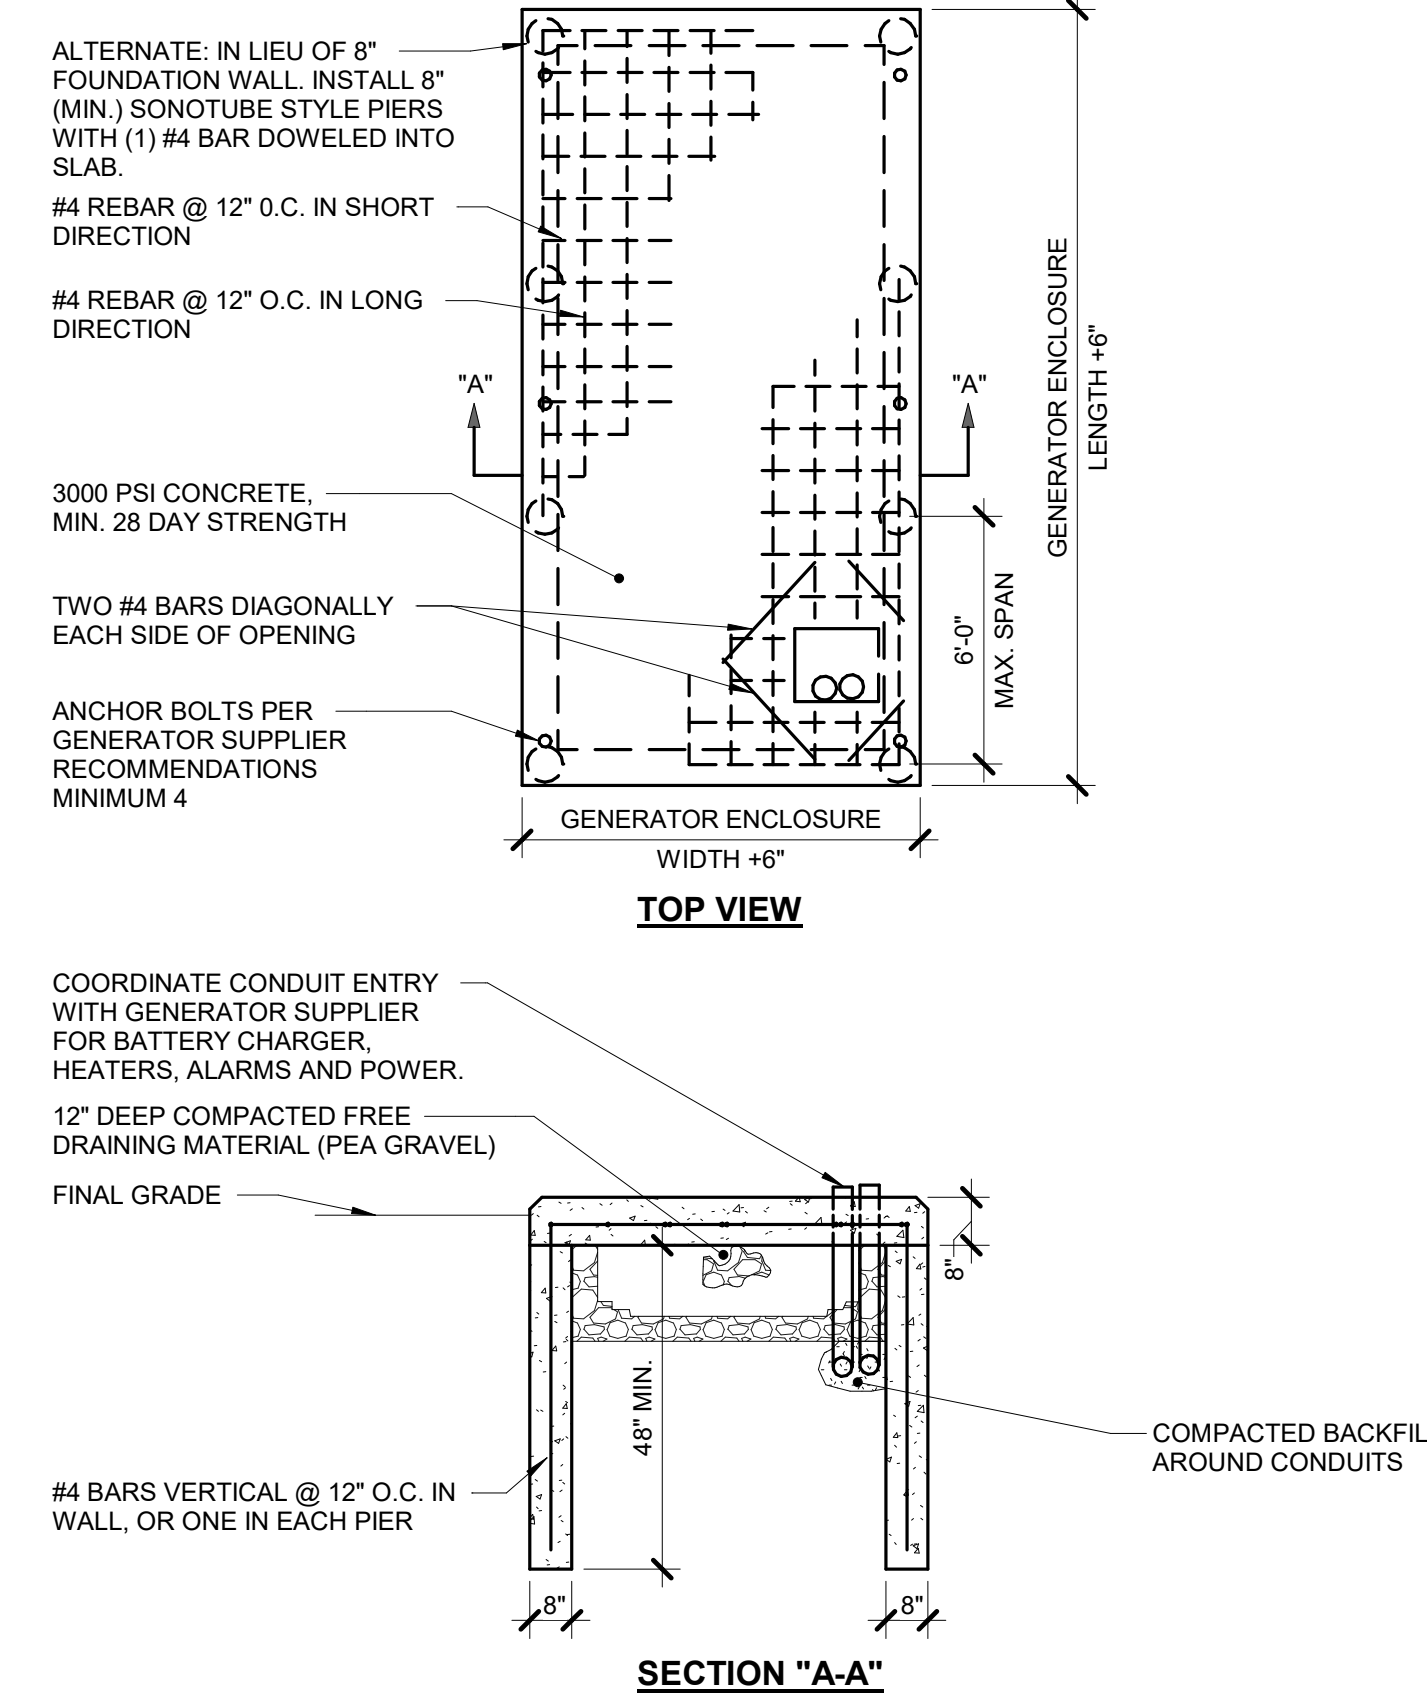 ALTERNATE: IN LIEU OF 8"
FOUNDATION WALL. INSTALL 8"
(MIN.) SONOTUBE STYLE PIERS
WITH (1) #4 BAR DOWELED INTO
SLAB.
#4 REBAR @ 12" 0.C. IN SHORT
DIRECTION
#4 REBAR @ 12" O.C. IN LONG
DIRECTION
"A"
"A"
GENERATOR ENCLOSURE
LENGTH +6"
3000 PSI CONCRETE,
MIN. 28 DAY STRENGTH
TWO #4 BARS DIAGONALLY
EACH SIDE OF OPENING
6'-0"
MAX. SPAN
ANCHOR BOLTS PER
GENERATOR SUPPLIER
RECOMMENDATIONS
MINIMUM 4
GENERATOR ENCLOSURE
WIDTH +6"
TOP VIEW
COORDINATE CONDUIT ENTRY
WITH GENERATOR SUPPLIER
FOR BATTERY CHARGER,
HEATERS, ALARMS AND POWER.
12" DEEP COMPACTED FREE
DRAINING MATERIAL (PEA GRAVEL)
FINAL GRADE
8"
48" MIN.
COMPACTED BACKFIL
AROUND CONDUITS
#4 BARS VERTICAL @ 12" O.C. IN
WALL, OR ONE IN EACH PIER
8"
8"
SECTION "A-A"